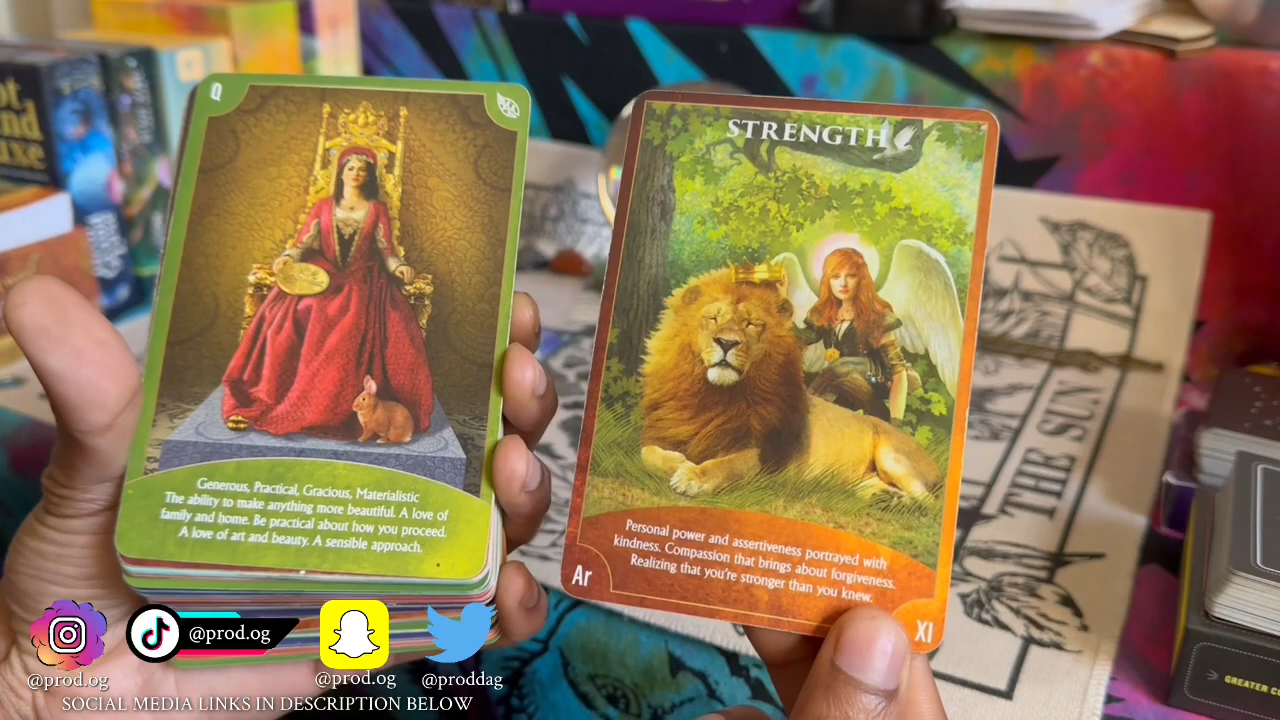 Q
Generous, Practical, Gracious, Materialistic
The ability to make anything more beautiful. A love of
family and home. Be practical about how you proceed.
A love of art and beauty. A sensible approach.
STRENGTH
Personal power and assertiveness portrayed with
kindness. Compassion that brings about forgiveness.
Realizing that you're stronger than you knew.
Ar
XI
THE SUN
GREATER
@prod.og
@prod.og
@prod.og
@proddag
SOCIAL MEDIA LINKS IN DESCRIPTION BELOW